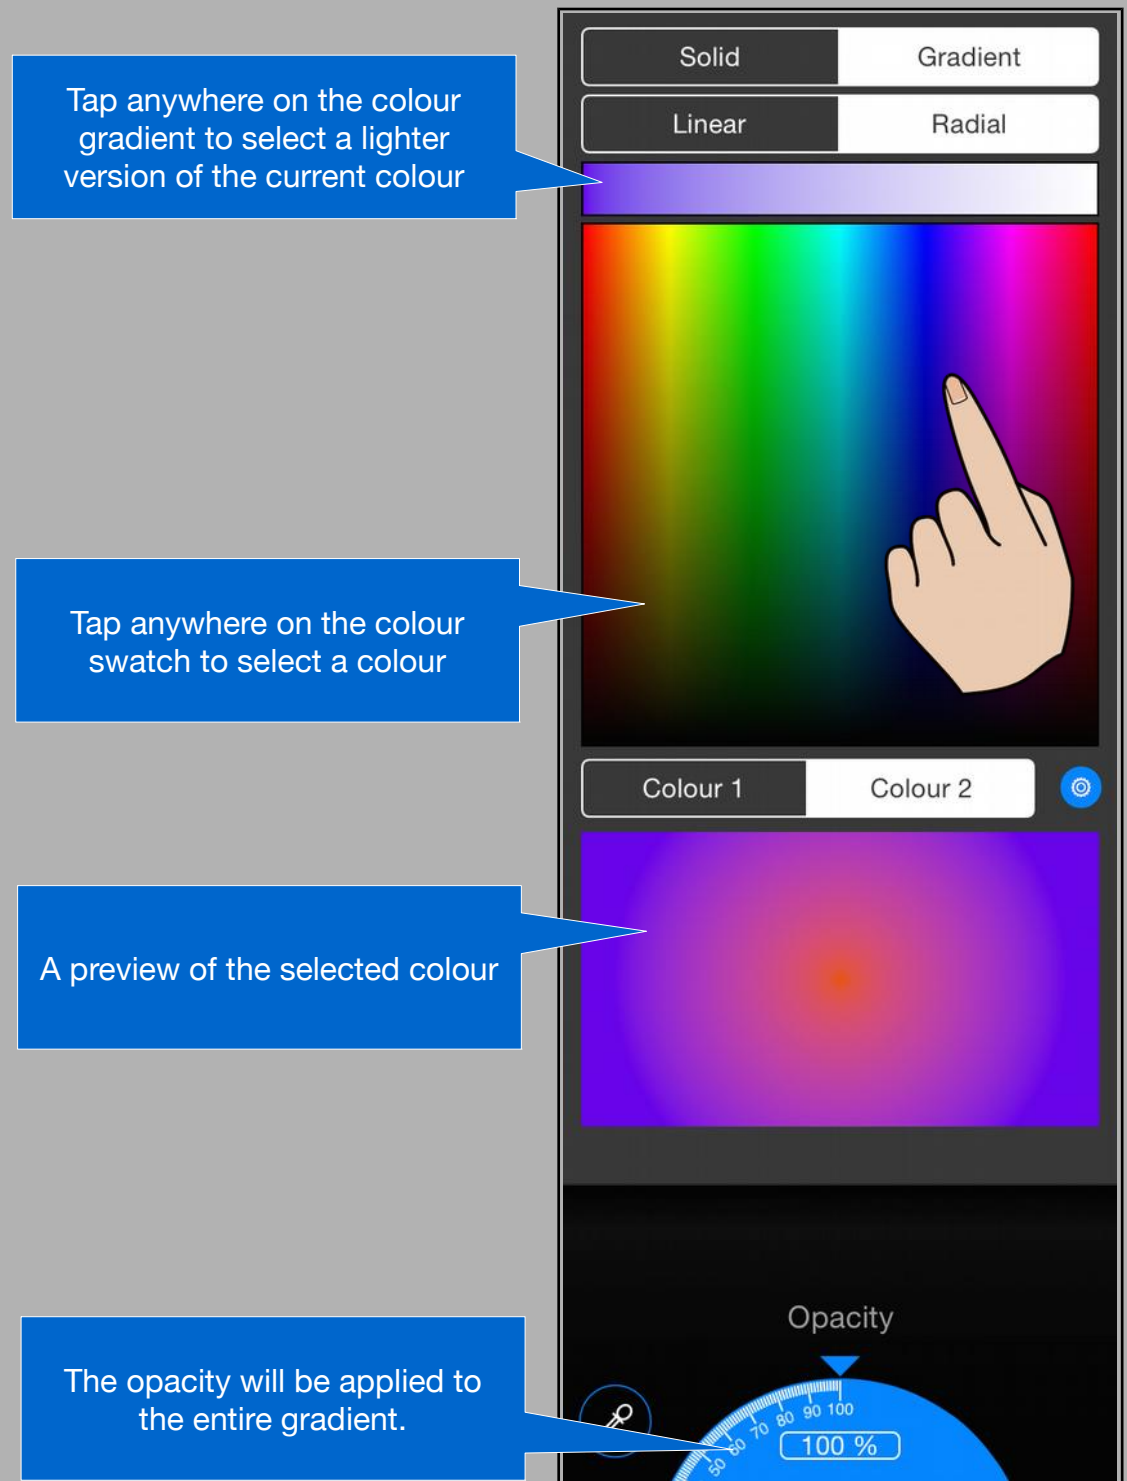 Solid Gradient
Linear Radial
Tap anywhere on the colour
gradient to select a lighter
version of the current colour
Tap anywhere on the colour
swatch to select a colour
Colour 1 Colour 2
A preview of the selected colour
Opacity
The opacity will be applied to
the entire gradient.
50 60 70 80 90 100
100 %